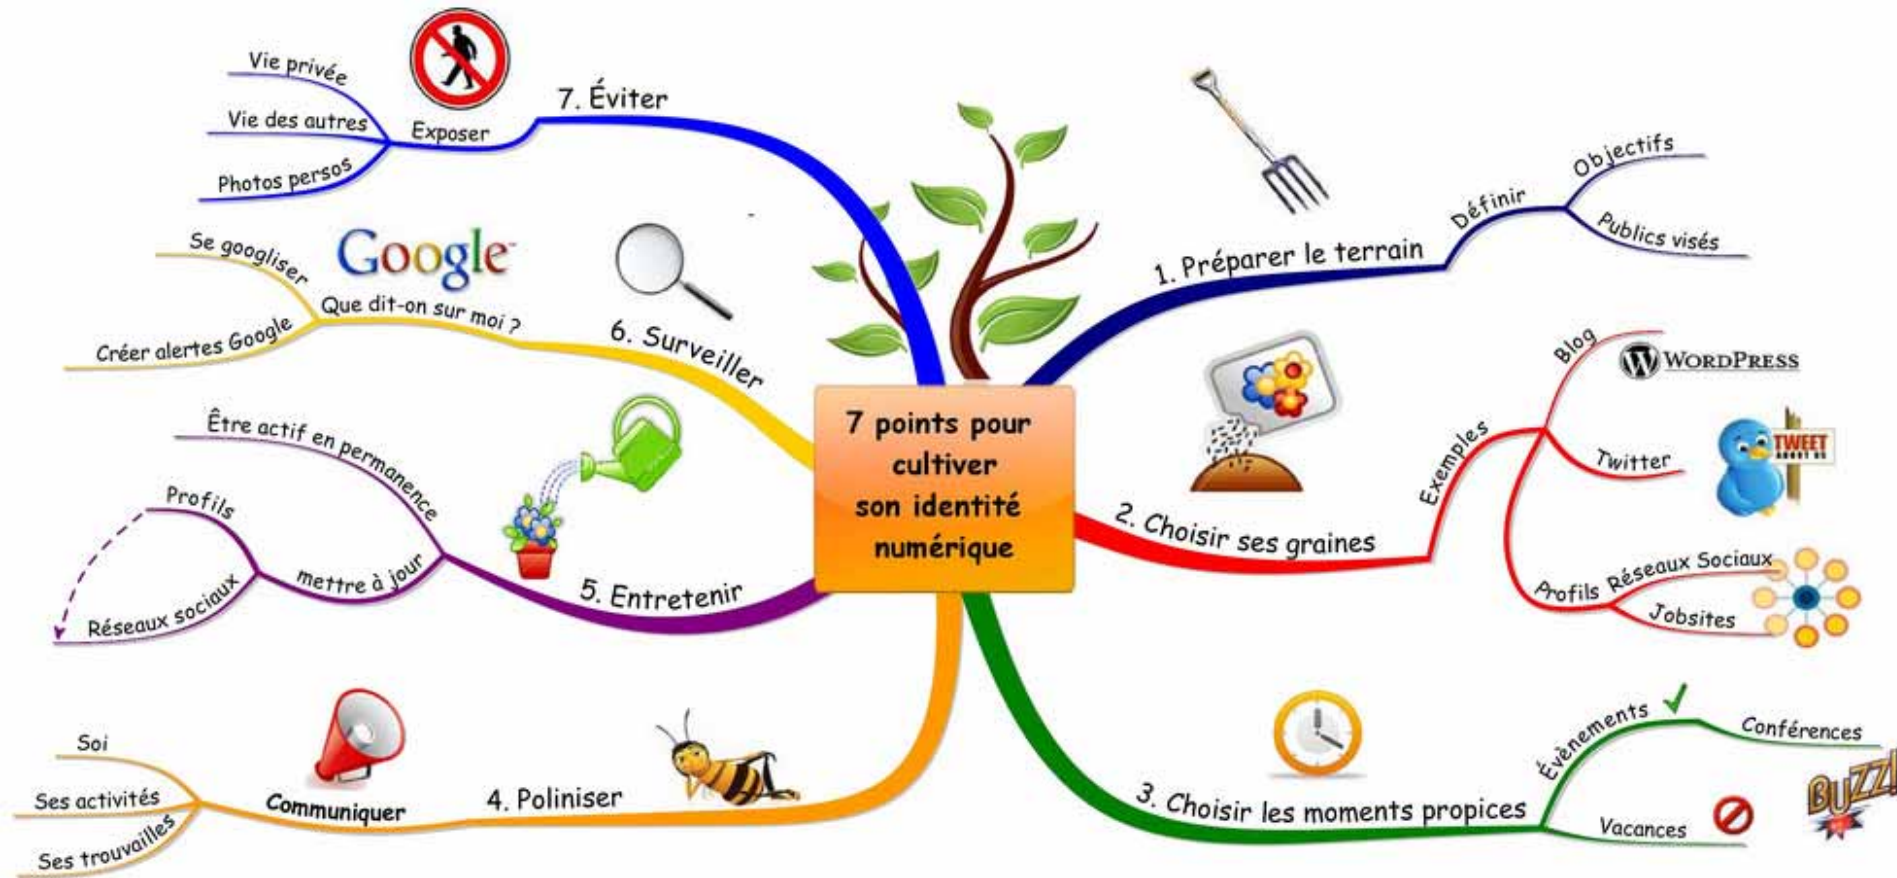 7 points pour
cultiver
son identité
numérique
1. Préparer le terrain
Définir
Objectifs
Publics visés
2. Choisir ses graines
Exemples
Blog
WORDPRESS
Twitter
TWEET
ABOUT US
Profils
Réseaux Sociaux
Jobsites
3. Choisir les moments propices
Évènements
Conférences
Vacances
BUZZ!
4. Poliniser
Communiquer
Soi
Ses activités
Ses trouvailles
5. Entretenir
Être actif en permanence
mettre à jour
Profils
Réseaux sociaux
6. Surveiller
Que dit-on sur moi ?
Google
Se googliser
Créer alertes Google
7. Éviter
Exposer
Vie privée
Vie des autres
Photos persos